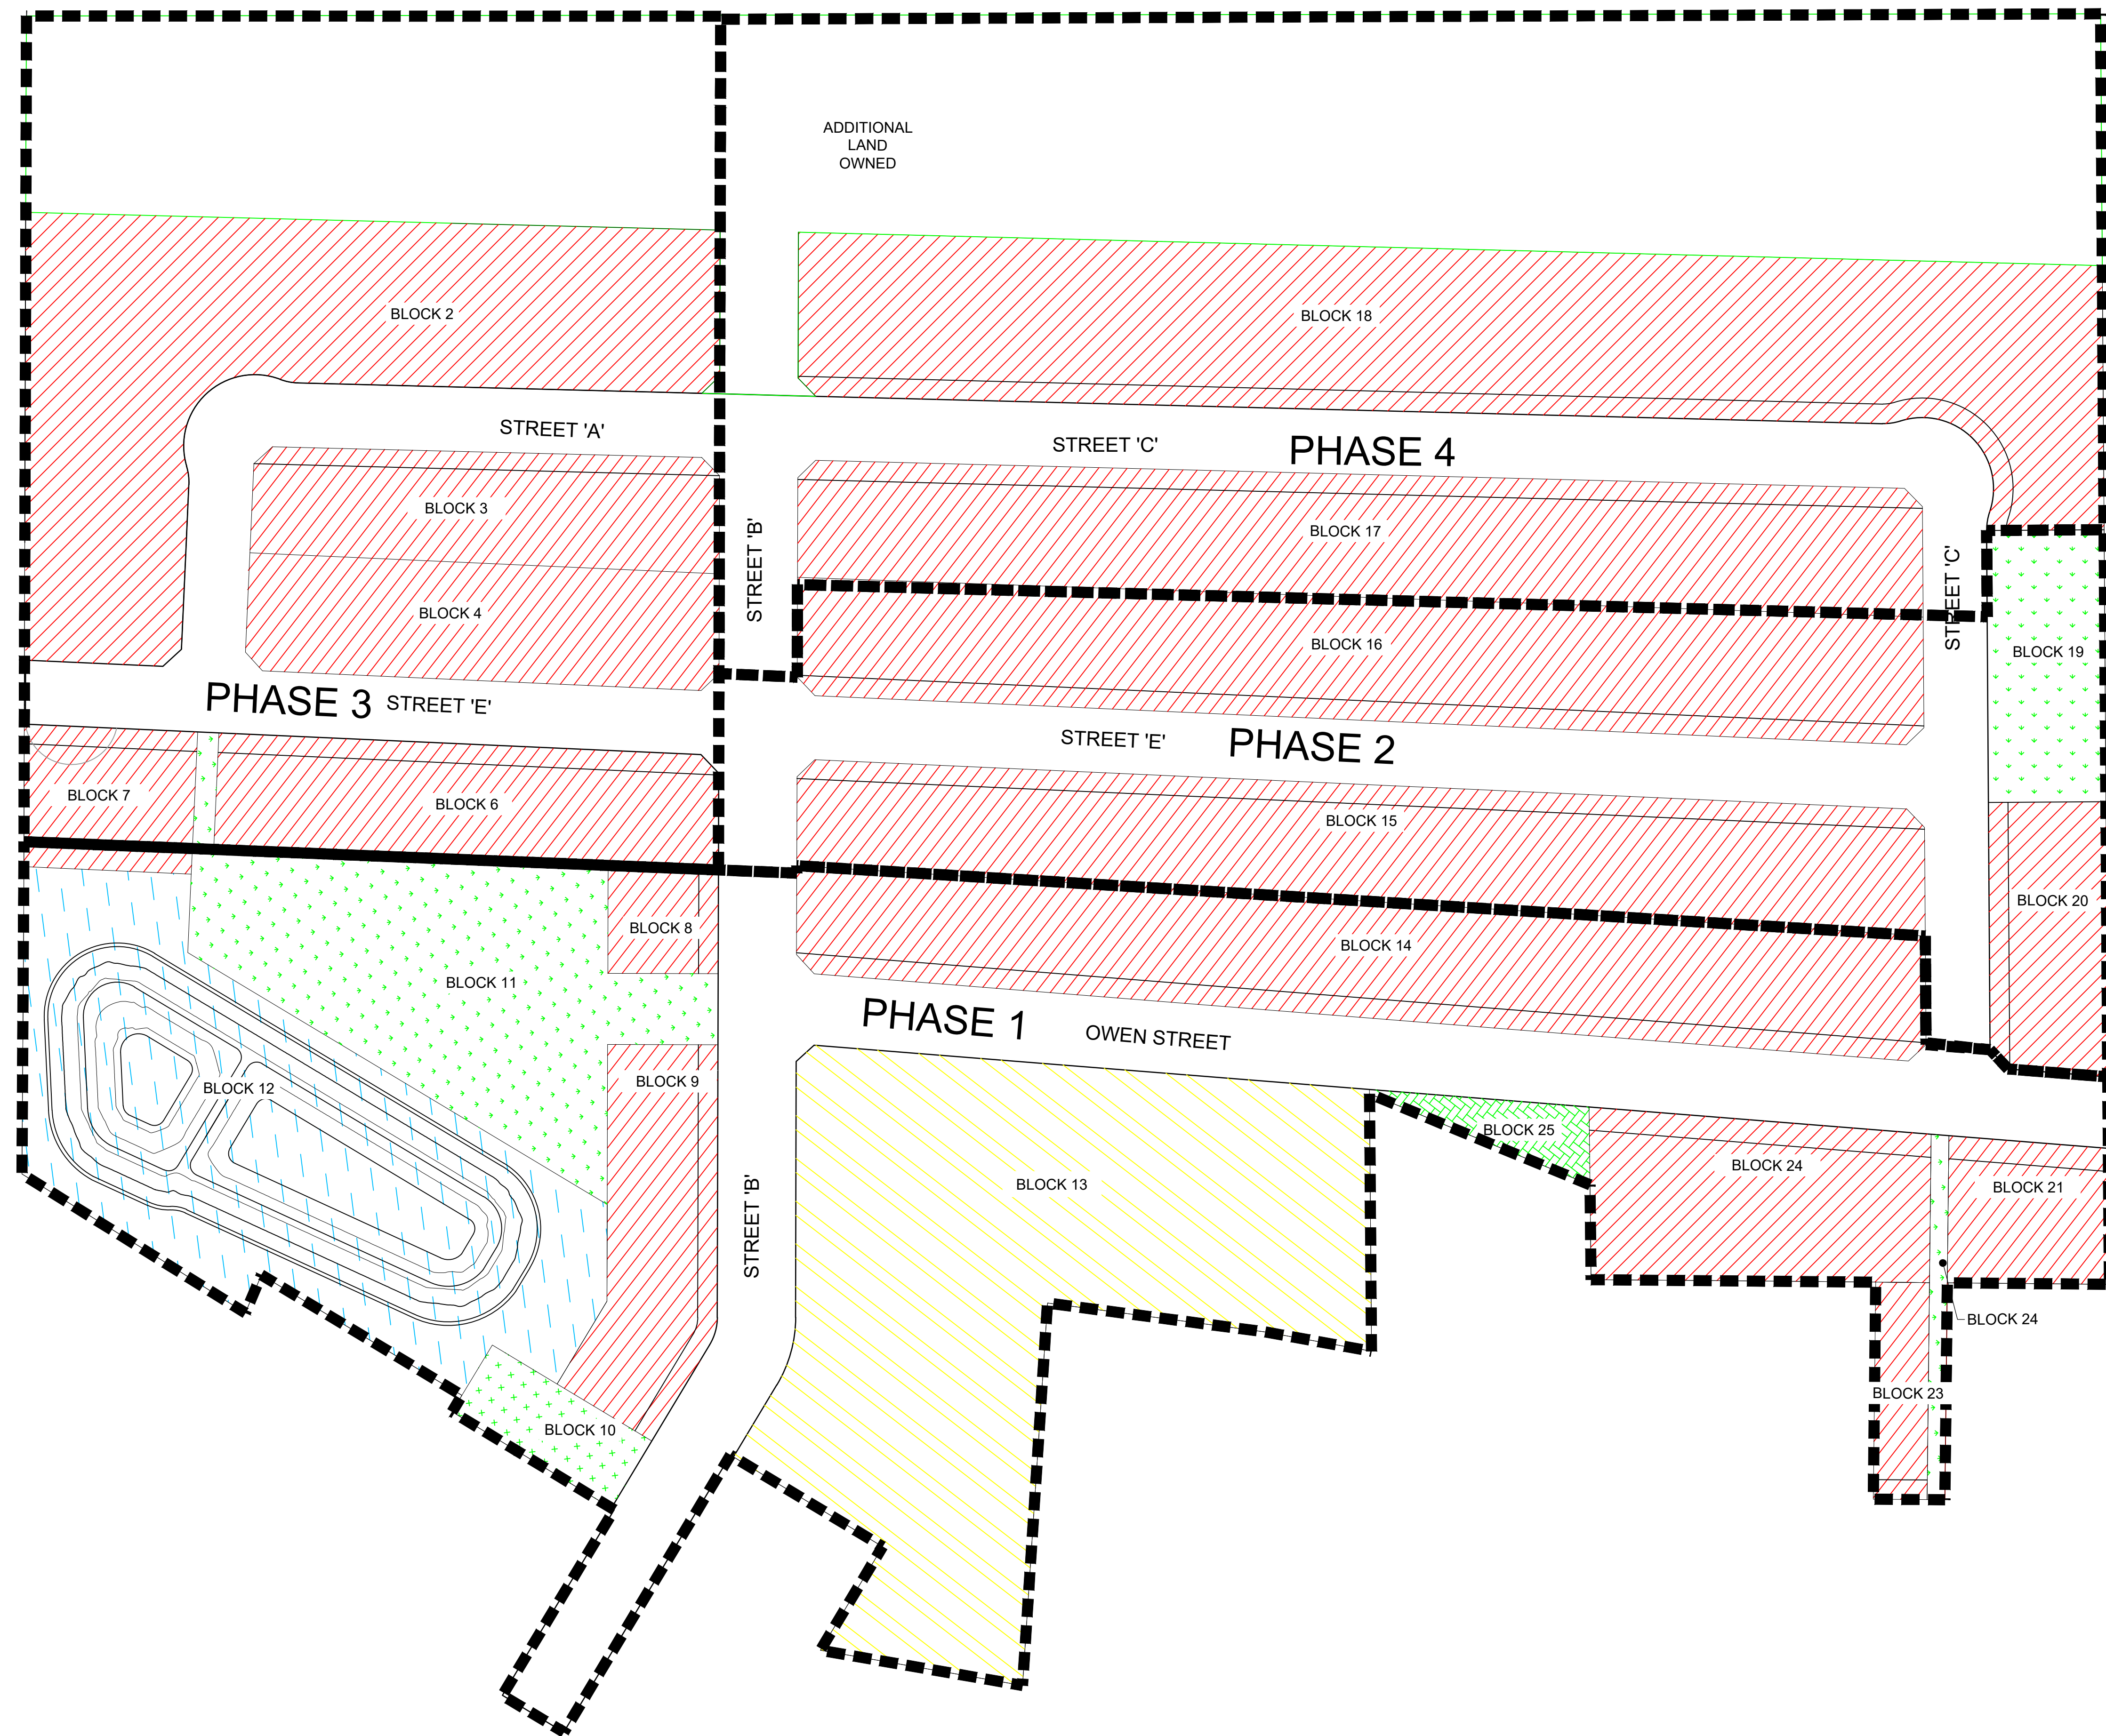 ADDITIONAL
LAND
OWNED
BLOCK 2
BLOCK 18
STREET 'A'
STREET 'C'
PHASE 4
BLOCK 3
BLOCK 17
STREET 'B'
STREET 'C'
BLOCK 4
BLOCK 16
BLOCK 19
PHASE 3
STREET 'E'
STREET 'E'
PHASE 2
BLOCK 7
BLOCK 6
BLOCK 15
BLOCK 20
BLOCK 8
BLOCK 14
BLOCK 11
PHASE 1
OWEN STREET
BLOCK 9
BLOCK 12
BLOCK 25
BLOCK 24
BLOCK 13
BLOCK 21
STREET 'B'
BLOCK 24
BLOCK 23
BLOCK 10